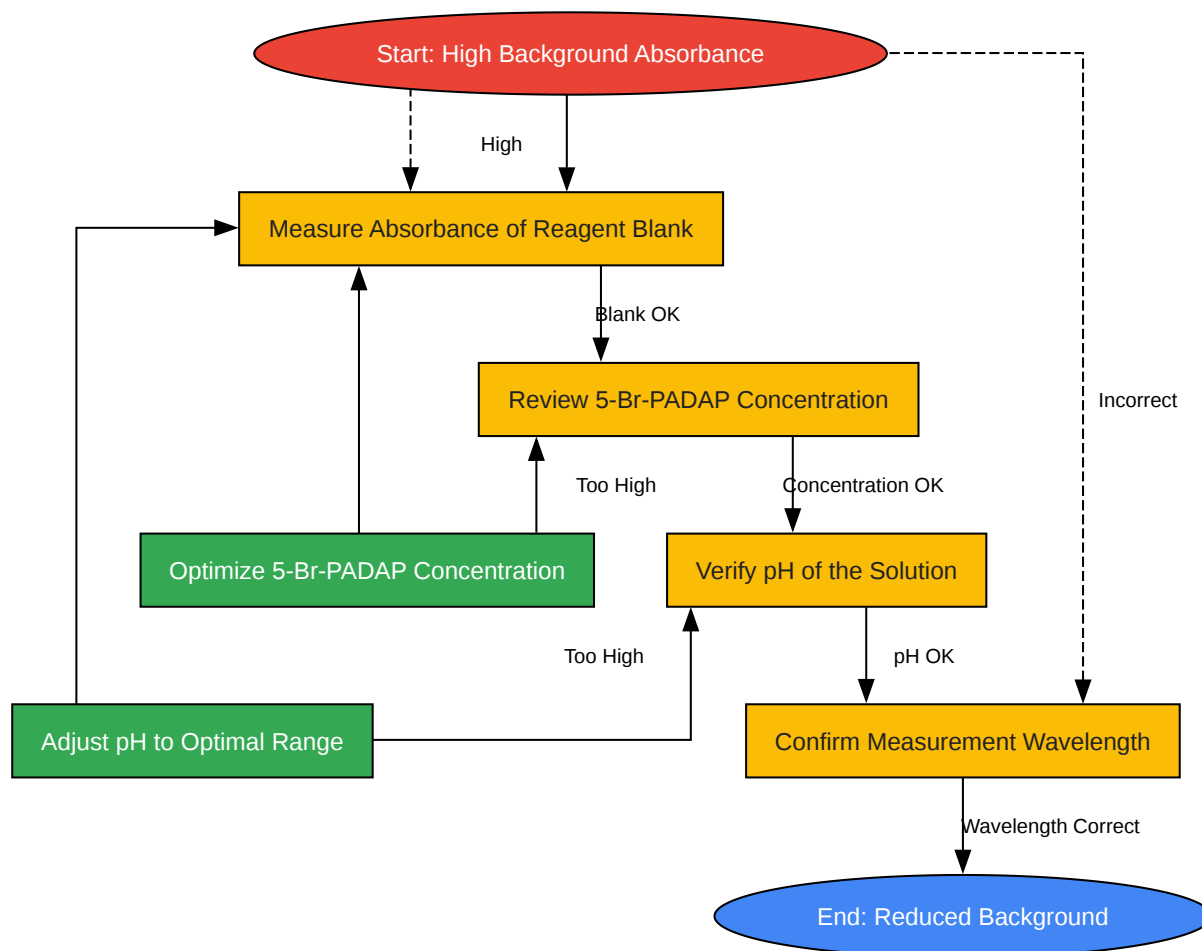 Start: High Background Absorbance
High
Measure Absorbance of Reagent Blank
Blank OK
Review 5-Br-PADAP Concentration
Incorrect
Too High
Concentration OK
Optimize 5-Br-PADAP Concentration
Verify pH of the Solution
Too High
pH OK
Adjust pH to Optimal Range
Confirm Measurement Wavelength
Wavelength Correct
End: Reduced Background